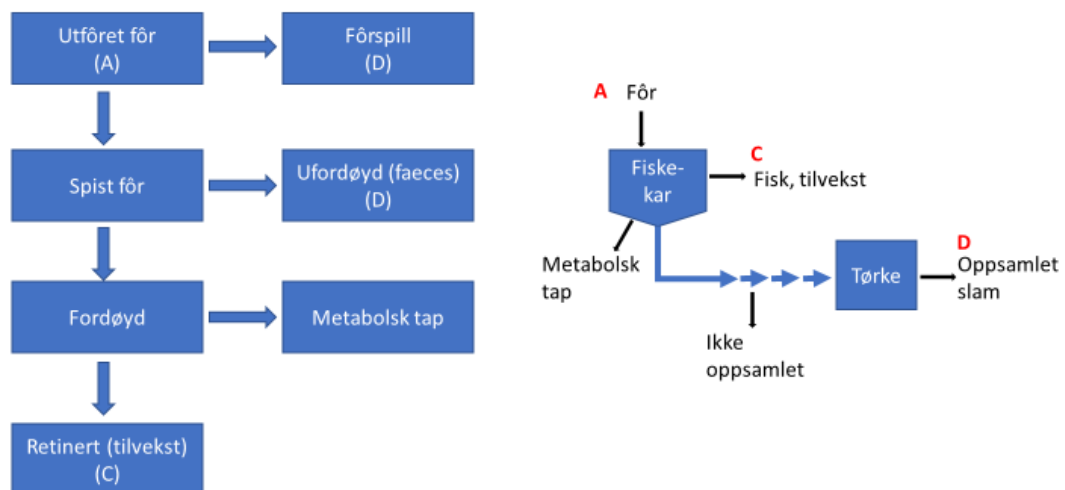 Utfôret fôr
(A)
Fôrspill
(D)
Spist fôr
Ufordøyd (faeces)
(D)
Fordøyd
Metabolsk tap
Retinert (tilvekst)
(C)
A Fôr
Fiske-
kar
C
Fisk, tilvekst
Metabolsk
tap
Ikke
oppsamlet
Tørke
D
Oppsamlet
slam